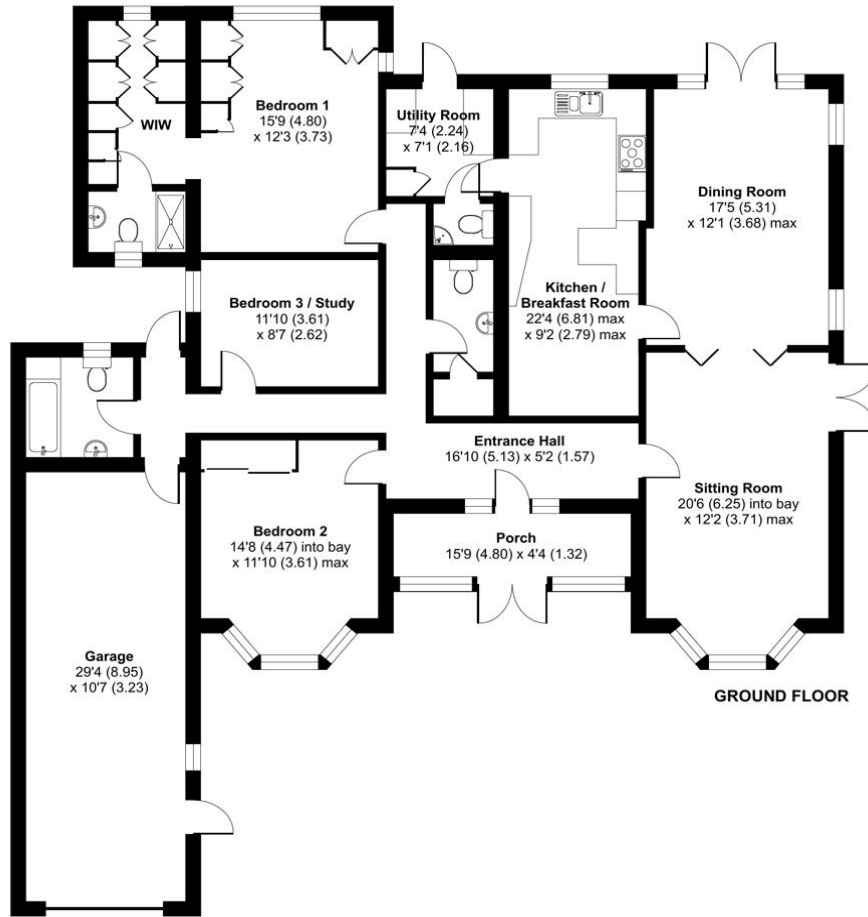 WIW
Bedroom 1
15'9 (4.80)
x 12'3 (3.73)
Utility Room
7'4 (2.24)
x 7'1 (2.16)
Dining Room
17'5 (5.31)
x 12'1 (3.68) max
Bedroom 3 / Study
11'10 (3.61)
x 8'7 (2.62)
Kitchen /
Breakfast Room
22'4 (6.81) max
x 9'2 (2.79) max
Entrance Hall
16'10 (5.13) x 5'2 (1.57)
Sitting Room
20'6 (6.25) into bay
x 12'2 (3.71) max
Bedroom 2
14'8 (4.47) into bay
x 11'10 (3.61) max
Porch
15'9 (4.80) x 4'4 (1.32)
Garage
29'4 (8.95)
x 10'7 (3.23)
GROUND FLOOR